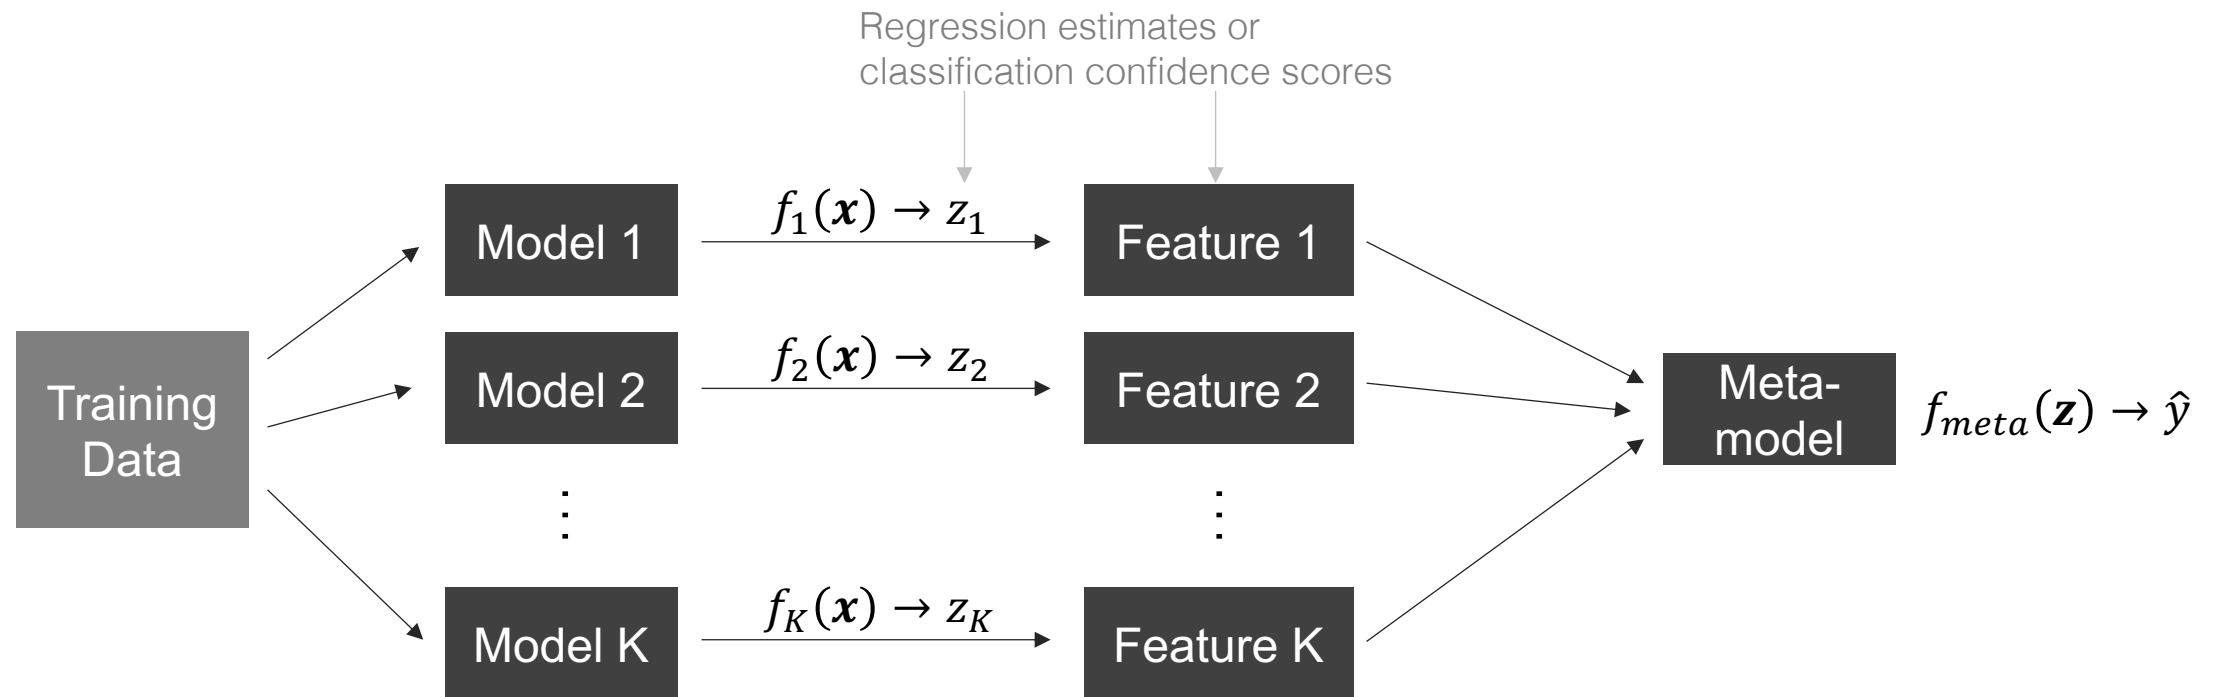 Regression estimates or
classification confidence scores
Model 1
f₁(x) → z₁
Feature 1
Model 2
f₂(x) → z₂
Feature 2
Training
Data
Meta-
model
f_meta(z) → ŷ
⋮
⋮
Model K
f_K(x) → z_K
Feature K